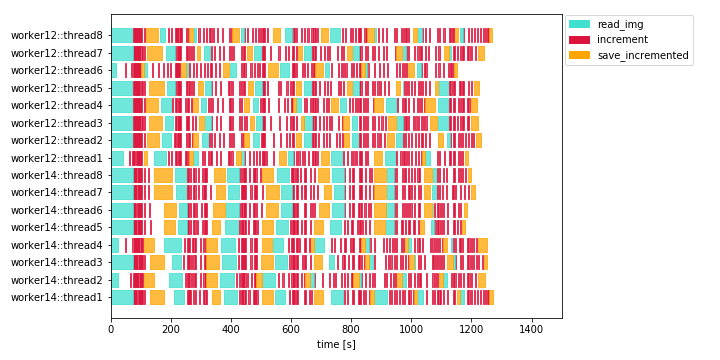 worker12::thread8
worker12::thread7
worker12::thread6
worker12::thread5
worker12::thread4
worker12::thread3
worker12::thread2
worker12::thread1
worker14::thread8
worker14::thread7
worker14::thread6
worker14::thread5
worker14::thread4
worker14::thread3
worker14::thread2
worker14::thread1
0 200 400 600 800 1000 1200 1400
time [s]
read_img
increment
save_incremented